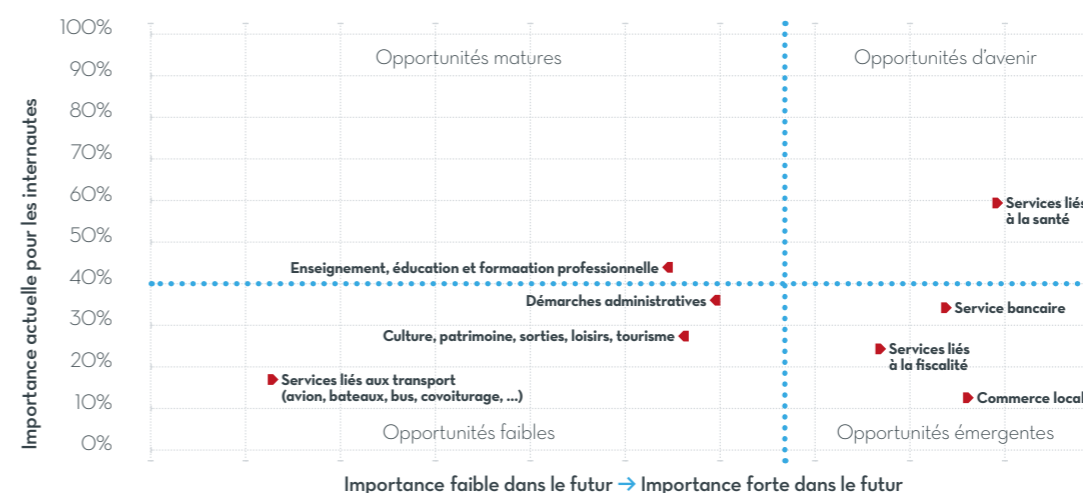 100%
Opportunités matures
Opportunités d'avenir
90%
80%
70%
60%
Services liés
à la santé
50%
Enseignement, éducation et formaation professionnelle
40%
Démarches administratives
Service bancaire
30%
Culture, patrimoine, sorties, loisirs, tourisme
Services liés
à la fiscalité
20%
Services liés aux transport
(avion, bateaux, bus, covoiturage, ...)
Commerce local
10%
Opportunités faibles
Opportunités émergentes
0%
Importance actuelle pour les internautes
Importance faible dans le futur → Importance forte dans le futur